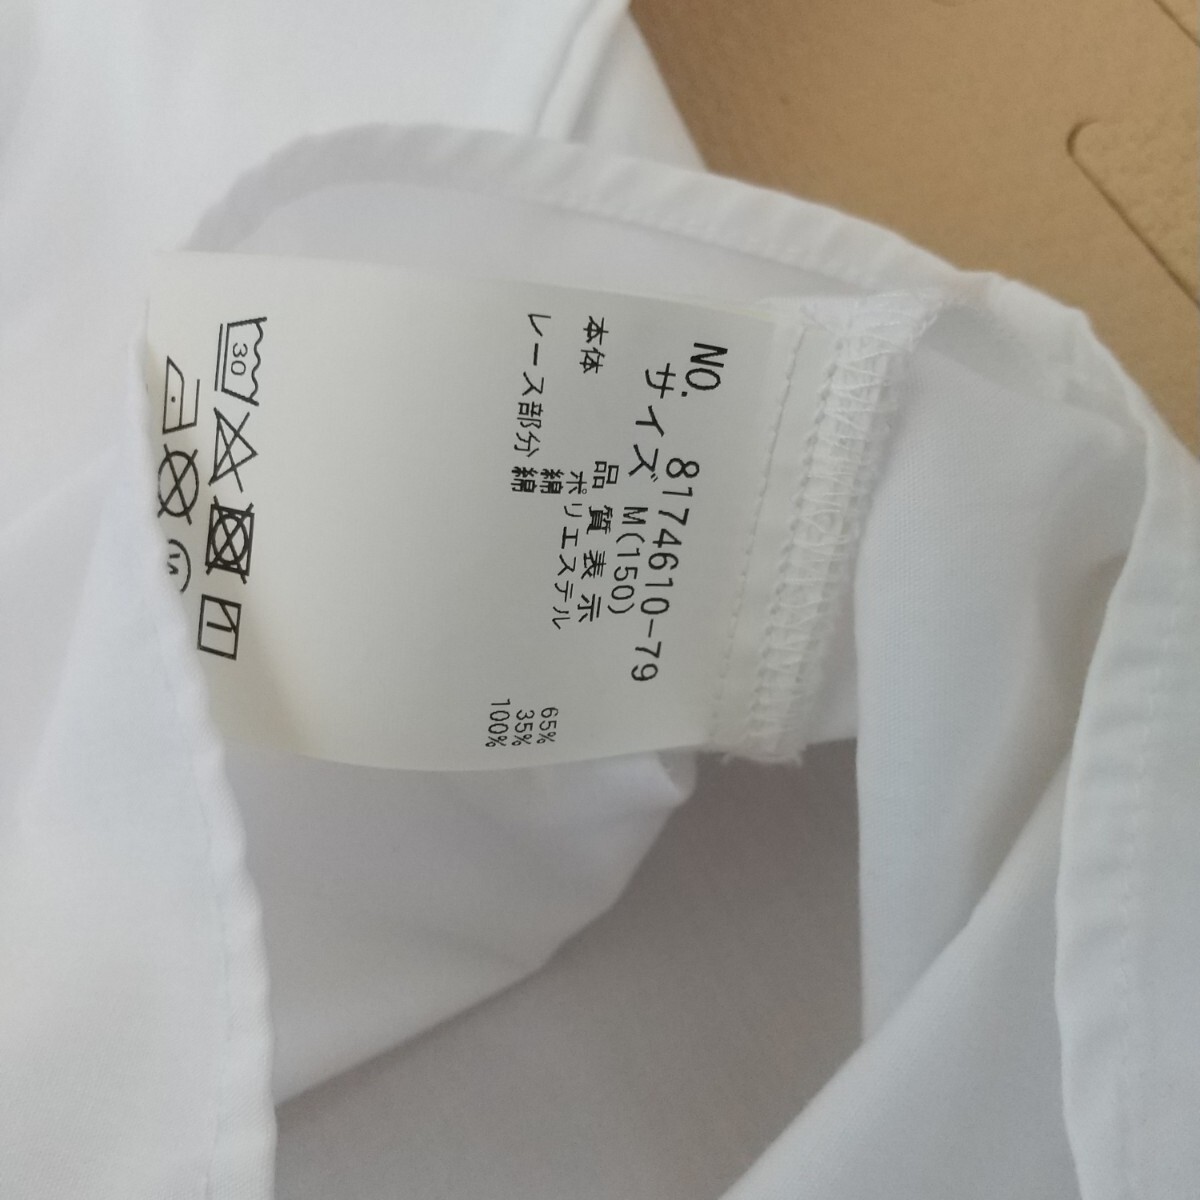 NO. 8174610-79
サイズ M(150)
品質表示
本体 ポリエステル 65%
綿 35%
レース部分 綿 100%
30